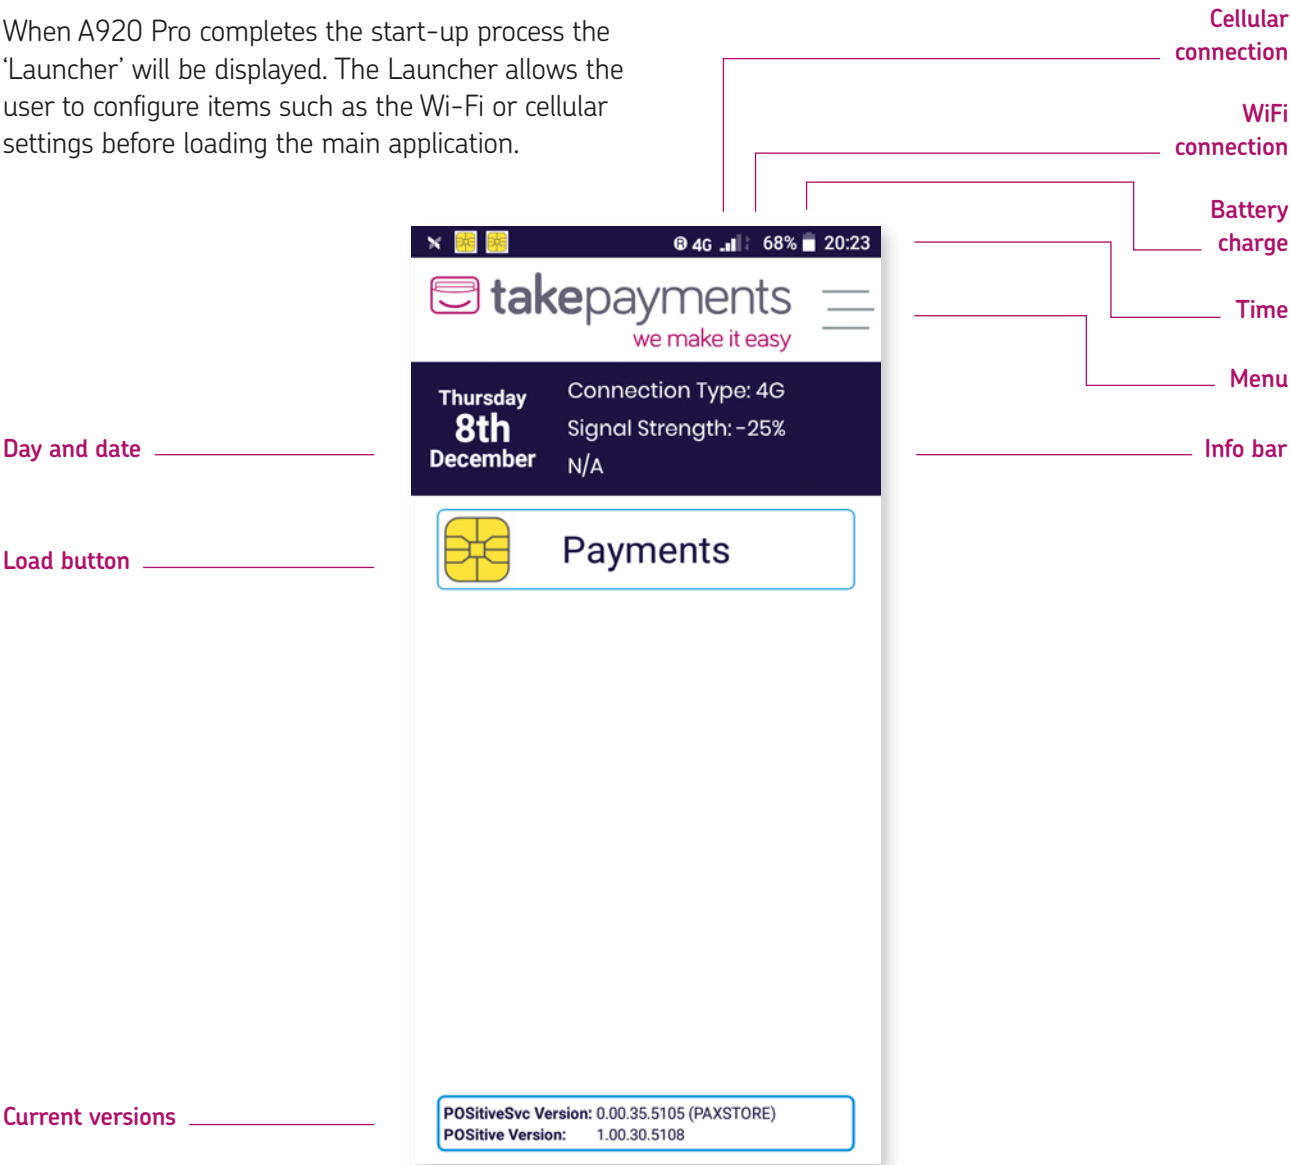 When A920 Pro completes the start-up process the
‘Launcher’ will be displayed. The Launcher allows the
user to configure items such as the Wi-Fi or cellular
settings before loading the main application.
Cellular
connection
WiFi
connection
Battery
charge
Time
Menu
Info bar
Day and date
Load button
Current versions
® 4G 68% 20:23
takepayments
we make it easy
Thursday
8th
December
Connection Type: 4G
Signal Strength: -25%
N/A
Payments
POSitiveSvc Version: 0.00.35.5105 (PAXSTORE)
POSitive Version: 1.00.30.5108